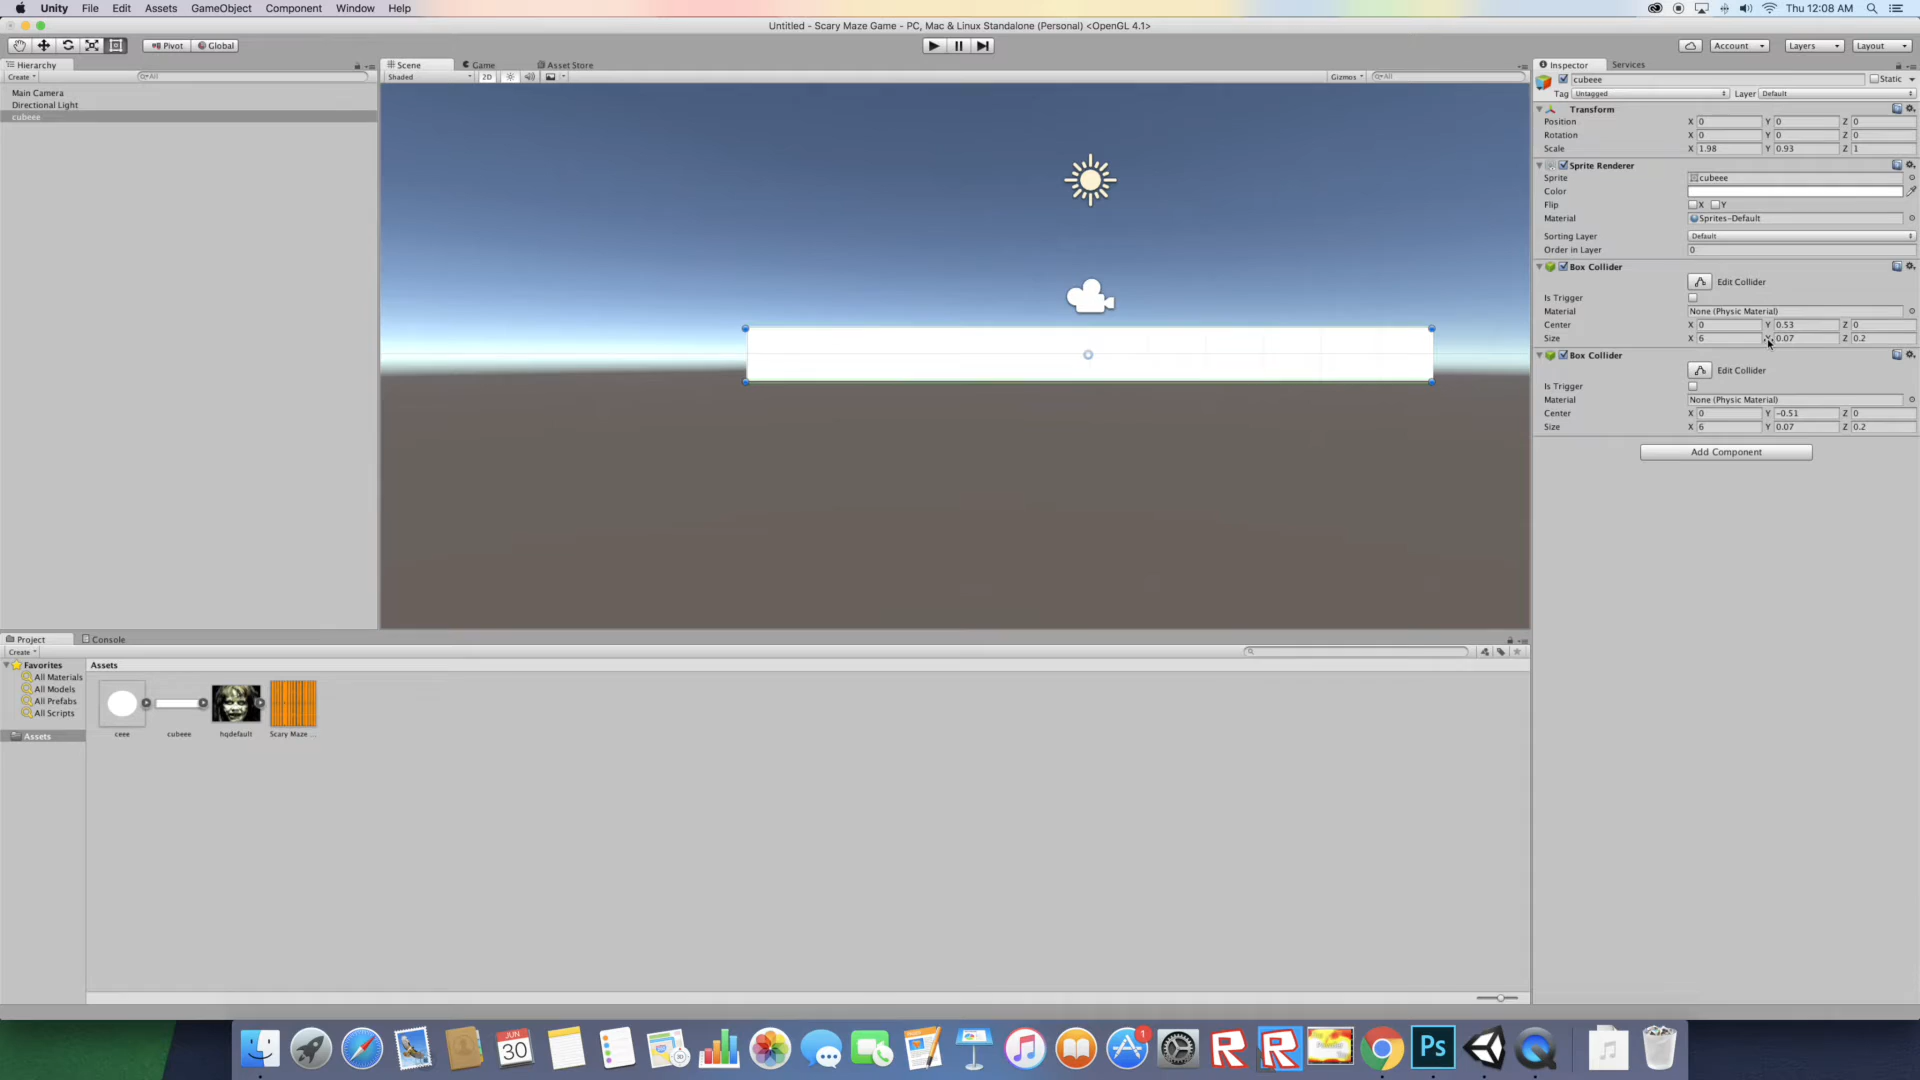 Unity File Edit Assets GameObject Component Window Help Thu 12:08 AM
Untitled - Scary Maze Game - PC, Mac & Linux Standalone (Personal) <OpenGL 4.1>
Pivot Global Account Layers Layout
Hierarchy Scene Game Asset Store Inspector Services
Create All Shaded 2D Gizmos All cubeee Static
Main Camera Tag Untagged Layer Default
Directional Light Transform
cubeee Position X 0 Y 0 Z 0
Rotation X 0 Y 0 Z 0
Scale X 1.98 Y 0.93 Z 1
Sprite Renderer
Sprite cubeee
Color
Flip X Y
Material Sprites-Default
Sorting Layer Default
Order in Layer 0
Box Collider
Edit Collider
Is Trigger
Material None (Physic Material)
Center X 0 Y 0.53 Z 0
Size X 6 Y 0.07 Z 0.2
Box Collider
Edit Collider
Is Trigger
Material None (Physic Material)
Center X 0 Y -0.51 Z 0
Size X 6 Y 0.07 Z 0.2
Add Component
Project Console
Create
Favorites Assets
All Materials
All Models
All Prefabs
All Scripts
Assets
ceee cubeee hqdefault Scary Maze ...
JUN
30
1
Ps